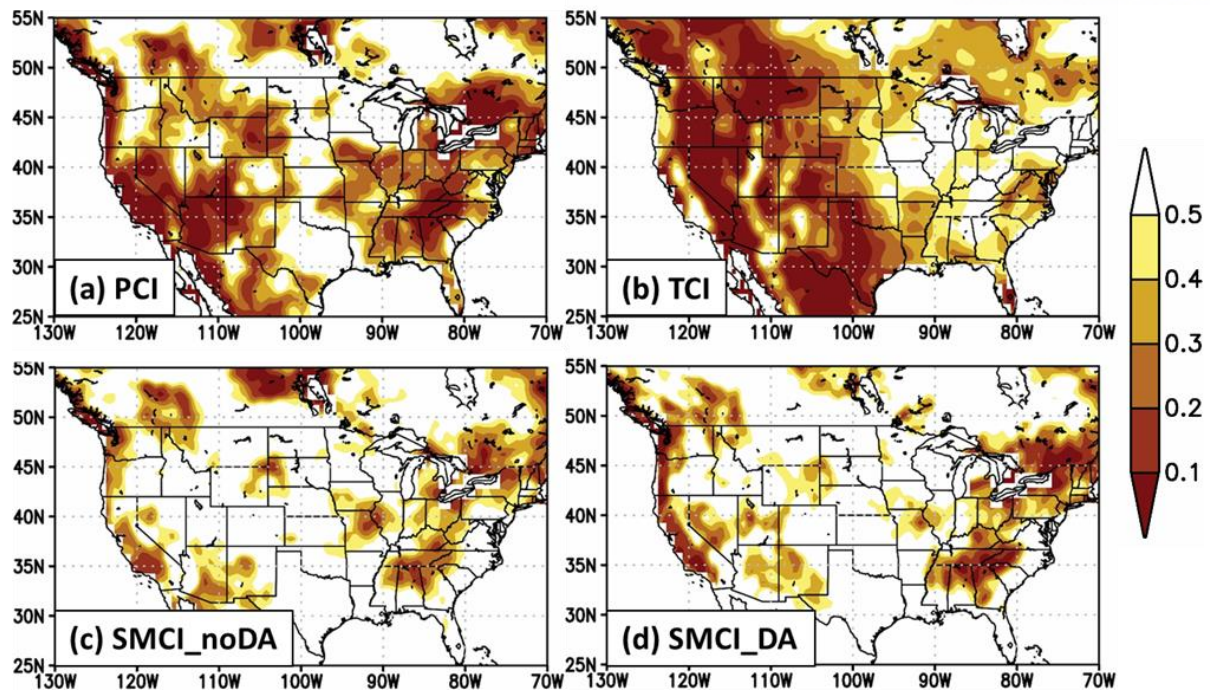 55N
50N
45N
40N
35N
30N
25N
(a) PCI
130W 120W 110W 100W 90W 80W 70W
55N
50N
45N
40N
35N
30N
25N
(b) TCI
130W 120W 110W 100W 90W 80W 70W
0.5
0.4
0.3
0.2
0.1
55N
50N
45N
40N
35N
30N
25N
(c) SMCI_noDA
130W 120W 110W 100W 90W 80W 70W
55N
50N
45N
40N
35N
30N
25N
(d) SMCI_DA
130W 120W 110W 100W 90W 80W 70W